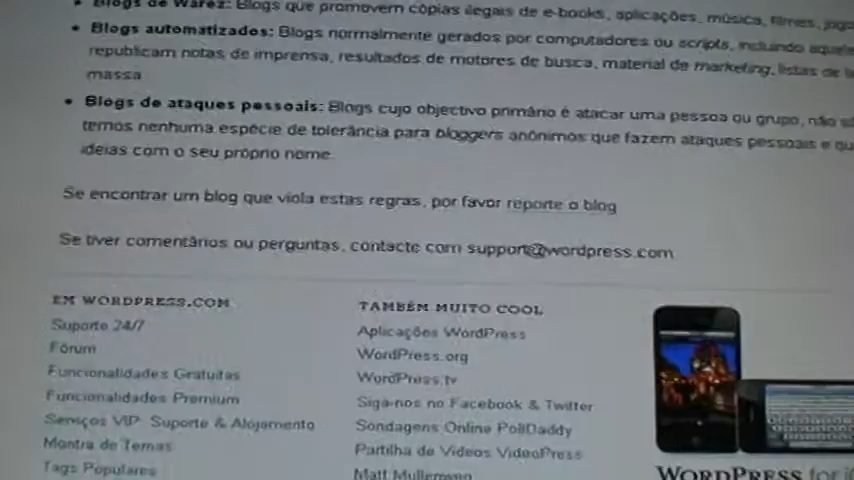 Blogs de Warez: Blogs que promovem cópias ilegais de e-books, aplicações, música, filmes, jogo
Blogs automatizados: Blogs normalmente gerados por computadores ou scripts, incluindo aquele
republicam notas de imprensa, resultados de motores de busca, material de marketing, listas de
massa
Blogs de ataques pessoais: Blogs cujo objectivo primário é atacar uma pessoa ou grupo, não
temos nenhuma espécie de tolerância para bloggers anónimos que fazem ataques pessoais e
ideias com o seu próprio nome.
Se encontrar um blog que viola estas regras, por favor reporte o blog
Se tiver comentários ou perguntas, contacte com support@wordpress.com
EM WORDPRESS.COM
Suporte 24/7
Fórum
Funcionalidades Gratuitas
Funcionalidades Premium
Serviços VIP: Suporte & Alojamento
Montra de Temas
Tags Populares
TAMBÉM MUITO COOL
Aplicações WordPress
WordPress.org
WordPress.tv
Siga-nos no Facebook & Twitter
Sondagens Online PollDaddy
Partilha de Vídeos VideoPress
Matt Mullenweg
WORDPRESS for